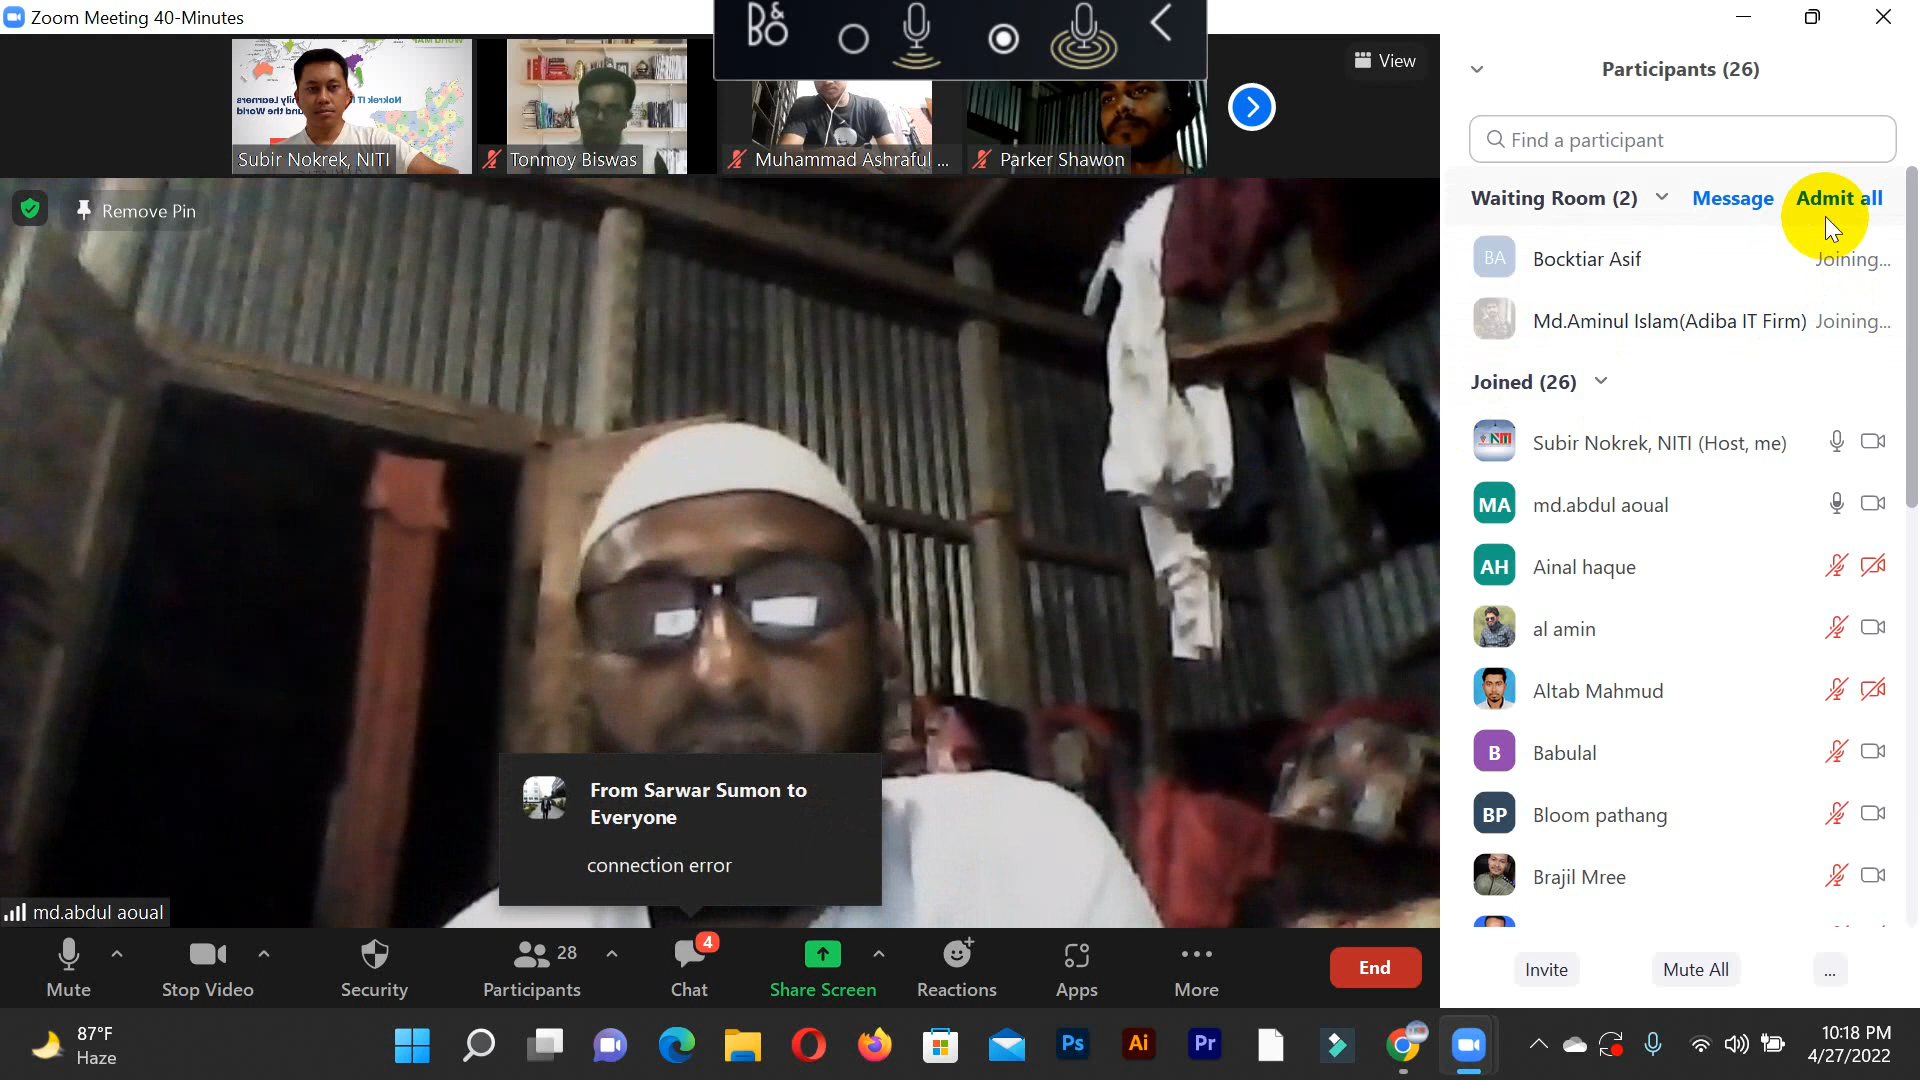 Zoom Meeting 40-Minutes
B&O
View
Subir Nokrek, NITI
Tonmoy Biswas
Muhammad Ashraful ...
Parker Shawon
Remove Pin
From Sarwar Sumon to
Everyone
connection error
md.abdul aoual
Mute
Stop Video
Security
28
Participants
4
Chat
Share Screen
Reactions
Apps
More
End
Participants (26)
Find a participant
Waiting Room (2)
Message
Admit all
BA
Bocktiar Asif
Joining...
Md.Aminul Islam(Adiba IT Firm)
Joining...
Joined (26)
Subir Nokrek, NITI (Host, me)
MA
md.abdul aoual
AH
Ainal haque
al amin
Altab Mahmud
B
Babulal
BP
Bloom pathang
Brajil Mree
Invite
Mute All
...
87°F
Haze
Ps
Ai
Pr
10:18 PM
4/27/2022